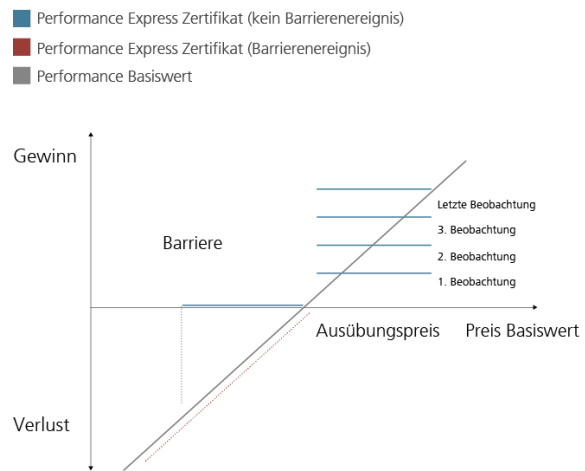 Performance Express Zertifikat (kein Barrierenereignis)
Performance Express Zertifikat (Barrierenereignis)
Performance Basiswert
Gewinn
Letzte Beobachtung
3. Beobachtung
Barriere
2. Beobachtung
1. Beobachtung
Ausübungspreis
Preis Basiswert
Verlust